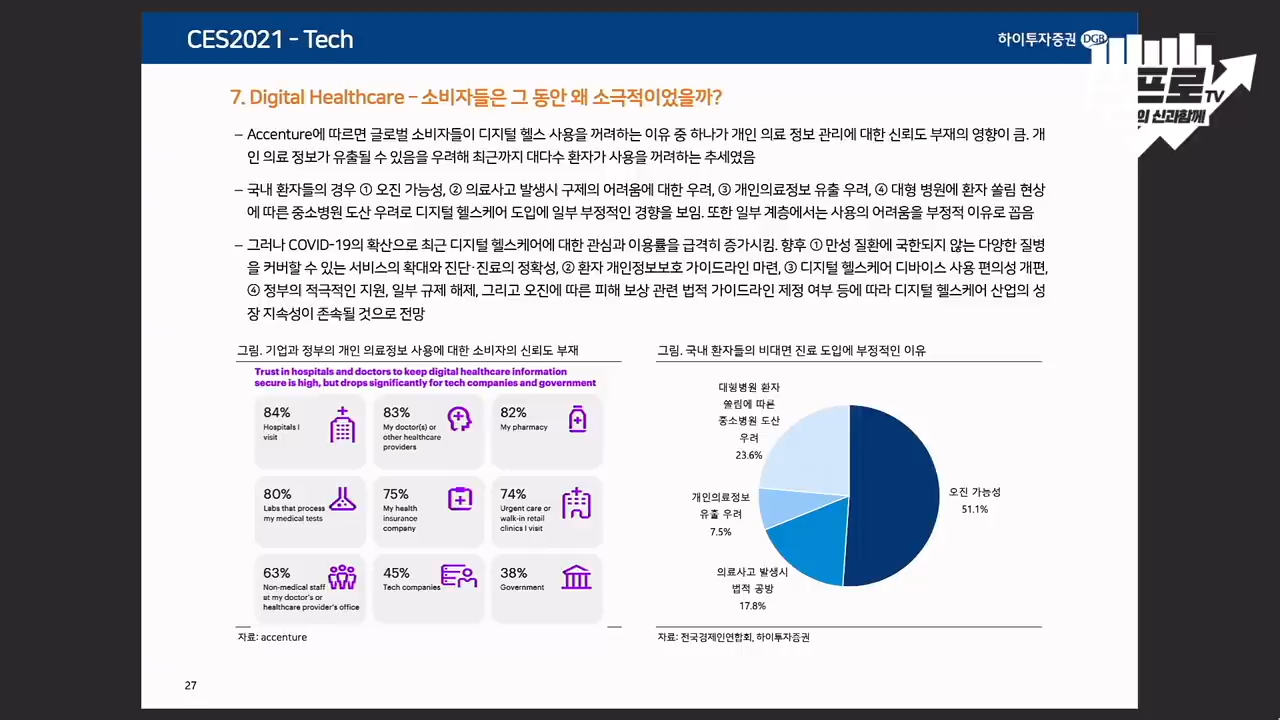 CES2021 - Tech
하이투자증권 DGB
프로TV
의 신과함께
7. Digital Healthcare – 소비자들은 그 동안 왜 소극적이었을까?
– Accenture에 따르면 글로벌 소비자들이 디지털 헬스 사용을 꺼려하는 이유 중 하나가 개인 의료 정보 관리에 대한 신뢰도 부재의 영향이 큼. 개
인 의료 정보가 유출될 수 있음을 우려해 최근까지 대다수 환자가 사용을 꺼려하는 추세였음
– 국내 환자들의 경우 ① 오진 가능성, ② 의료사고 발생시 구제의 어려움에 대한 우려, ③ 개인의료정보 유출 우려, ④ 대형 병원에 환자 쏠림 현상
에 따른 중소병원 도산 우려로 디지털 헬스케어 도입에 일부 부정적인 경향을 보임. 또한 일부 계층에서는 사용의 어려움을 부정적 이유로 꼽음
– 그러나 COVID-19의 확산으로 최근 디지털 헬스케어에 대한 관심과 이용률을 급격히 증가시킴. 향후 ① 만성 질환에 국한되지 않는 다양한 질병
을 커버할 수 있는 서비스의 확대와 진단·진료의 정확성, ② 환자 개인정보보호 가이드라인 마련, ③ 디지털 헬스케어 디바이스 사용 편의성 개편,
④ 정부의 적극적인 지원, 일부 규제 해제, 그리고 오진에 따른 피해 보상 관련 법적 가이드라인 제정 여부 등에 따라 디지털 헬스케어 산업의 성
장 지속성이 존속될 것으로 전망
그림. 기업과 정부의 개인 의료정보 사용에 대한 소비자의 신뢰도 부재
Trust in hospitals and doctors to keep digital healthcare information
secure is high, but drops significantly for tech companies and government
84%
Hospitals I
visit
83%
My doctor(s) or
other healthcare
providers
82%
My pharmacy
80%
Labs that process
my medical tests
75%
My health
insurance
company
74%
Urgent care or
walk-in retail
clinics I visit
63%
Non-medical staff
at my doctor's or
healthcare provider's office
45%
Tech companies
38%
Government
자료: accenture
그림. 국내 환자들의 비대면 진료 도입에 부정적인 이유
대형병원 환자
쏠림에 따른
중소병원 도산
우려
23.6%
개인의료정보
유출 우려
7.5%
의료사고 발생시
법적 공방
17.8%
오진 가능성
51.1%
자료: 전국경제인연합회, 하이투자증권
27